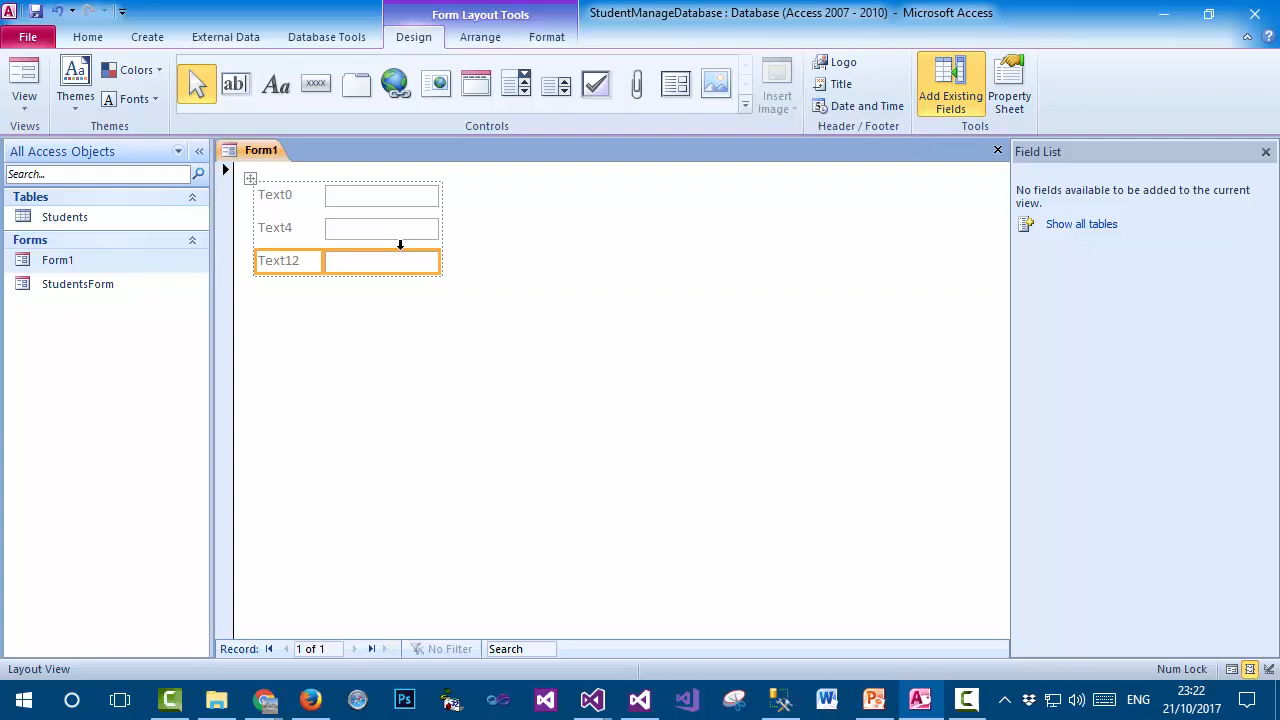 Form Layout Tools
StudentManageDatabase : Database (Access 2007 - 2010) - Microsoft Access
File
Home
Create
External Data
Database Tools
Design
Arrange
Format
View
Views
Aa
Themes
Colors
Fonts
Themes
ab|
Aa
xxxx
Controls
Insert
Image
Logo
Title
Date and Time
Header / Footer
Add Existing
Fields
Property
Sheet
Tools
All Access Objects
Search...
Tables
Students
Forms
Form1
StudentsForm
Form1
Text0
Text4
Text12
Field List
No fields available to be added to the current
view.
Show all tables
Record:
1 of 1
No Filter
Search
Layout View
Num Lock
ENG
23:22
21/10/2017